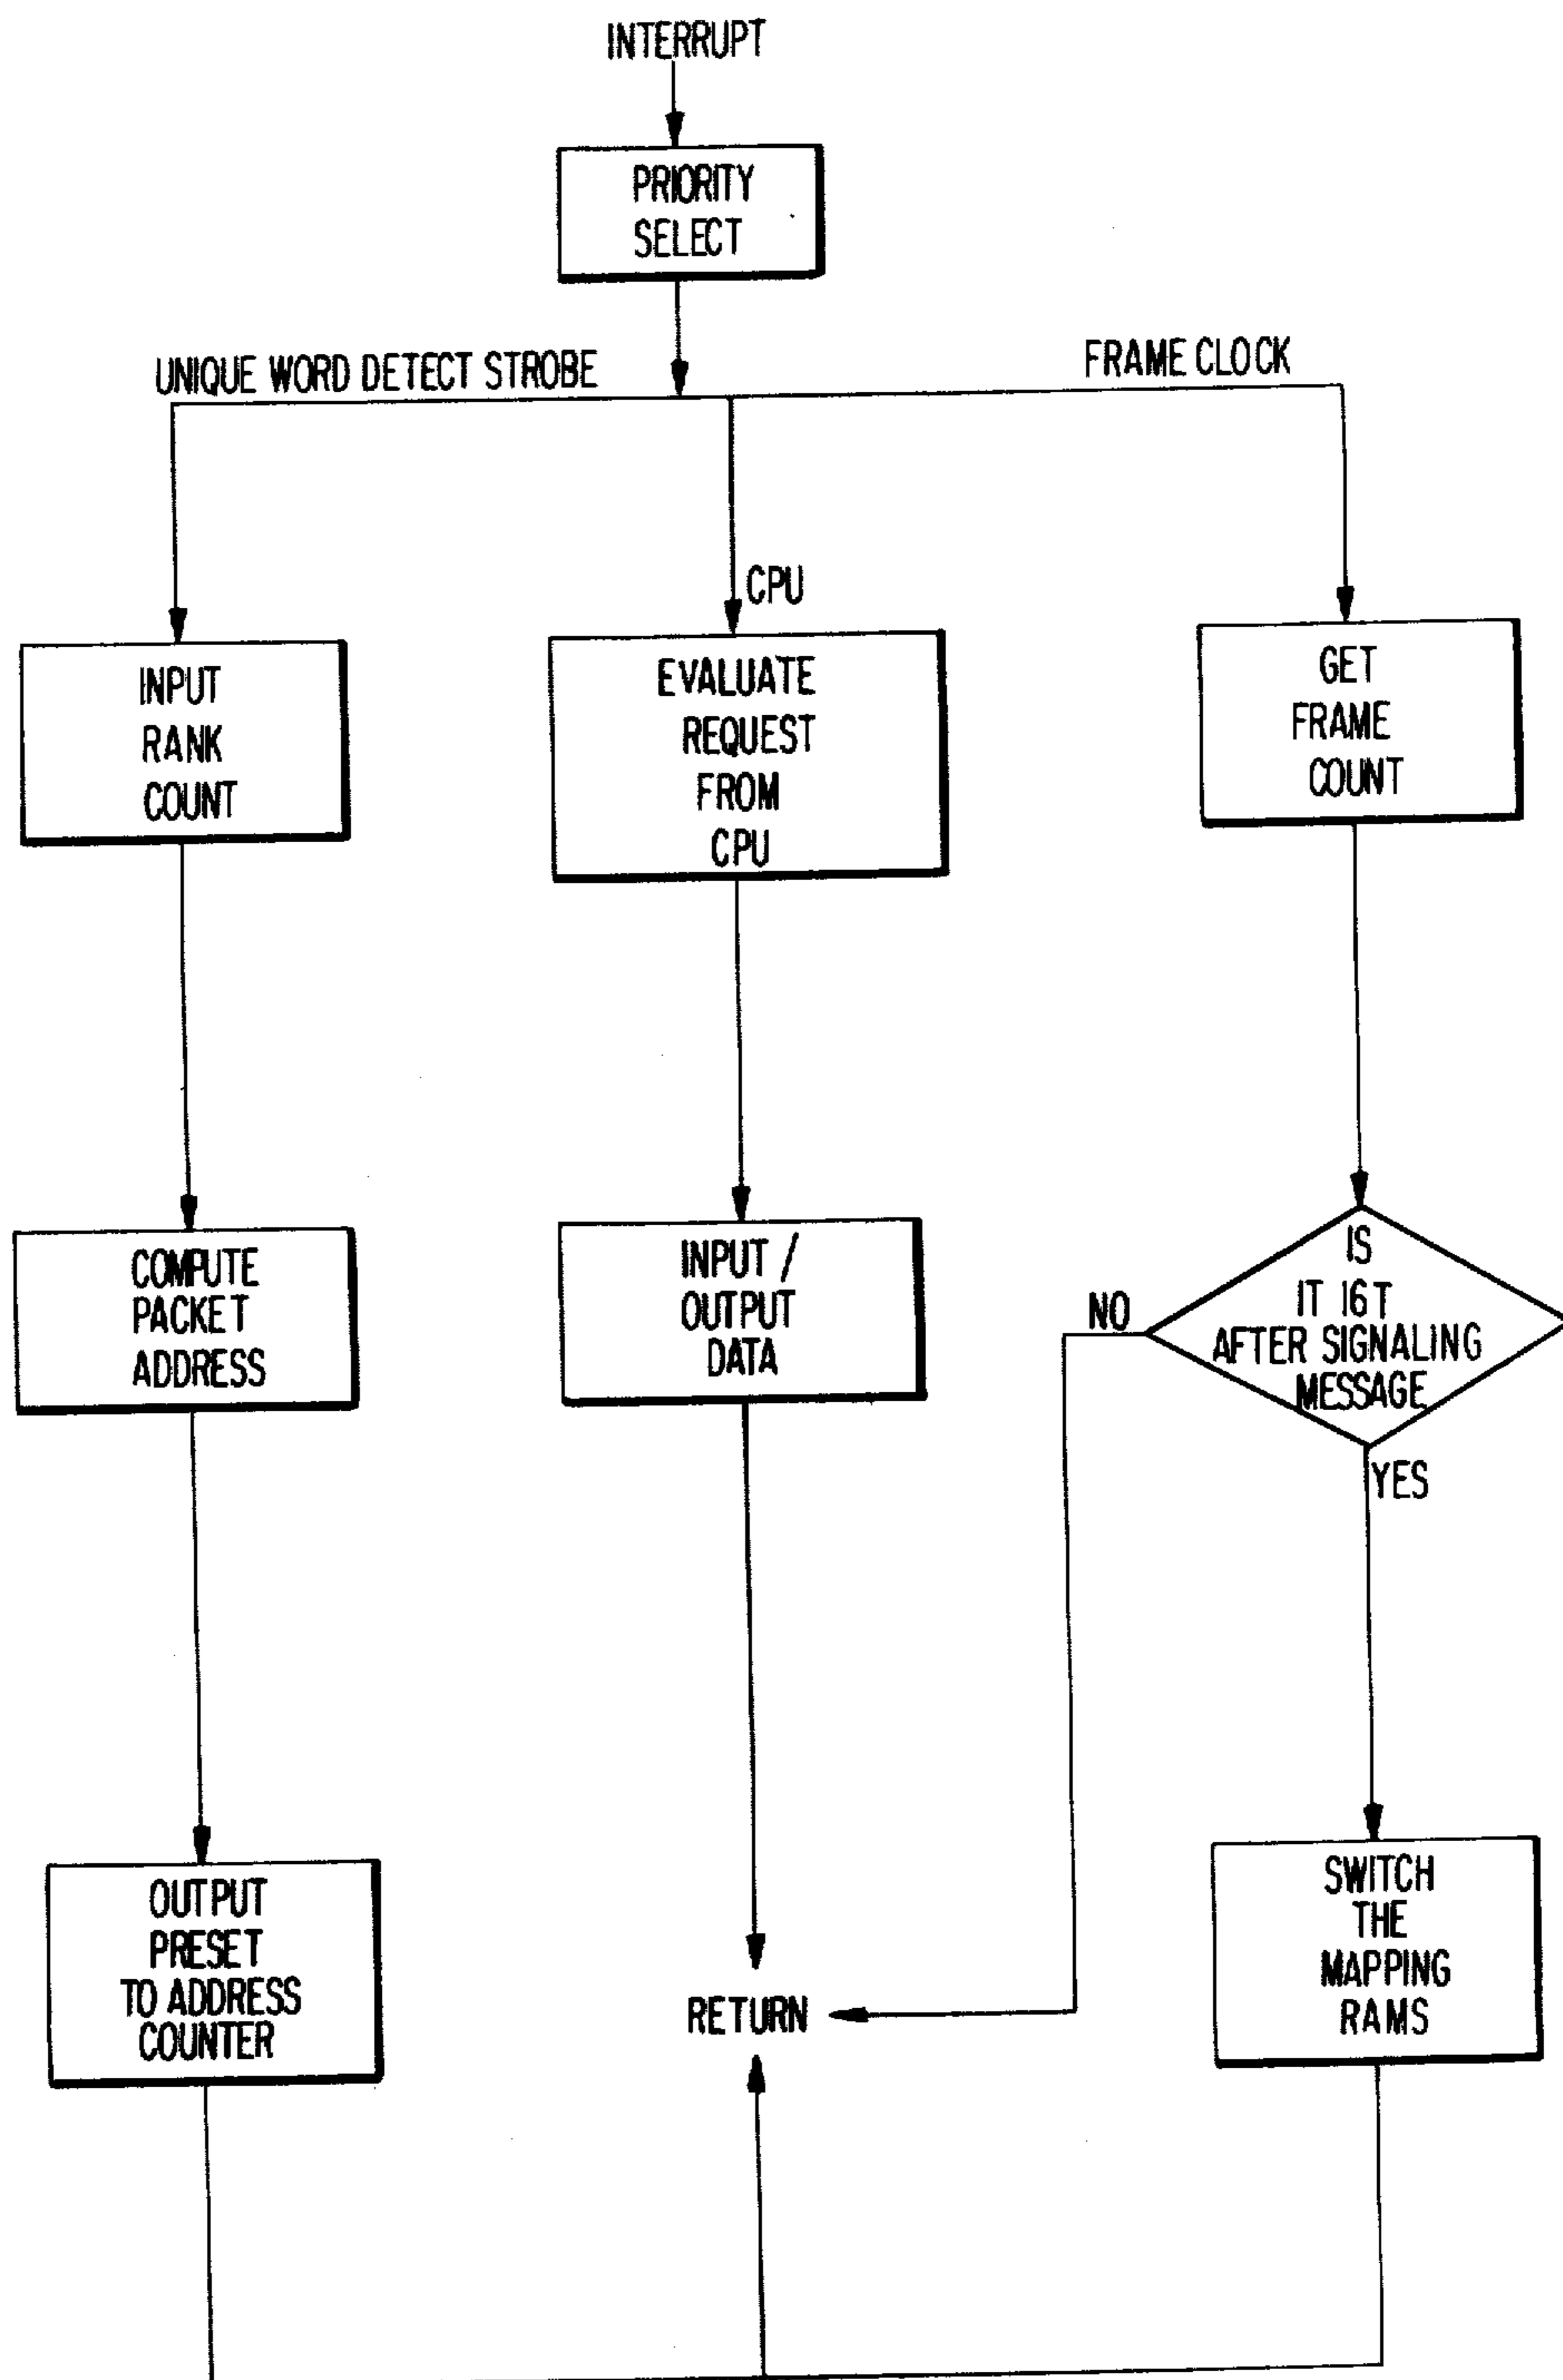 INTERRUPT
PRIORITY
SELECT
UNIQUE WORD DETECT STROBE
FRAME CLOCK
CPU
INPUT
RANK
COUNT
EVALUATE
REQUEST
FROM
CPU
GET
FRAME
COUNT
COMPUTE
PACKET
ADDRESS
INPUT /
OUTPUT
DATA
IS
IT 16T
AFTER SIGNALING
MESSAGE
NO
YES
OUTPUT
PRESET
TO ADDRESS
COUNTER
RETURN
SWITCH
THE
MAPPING
RAMS